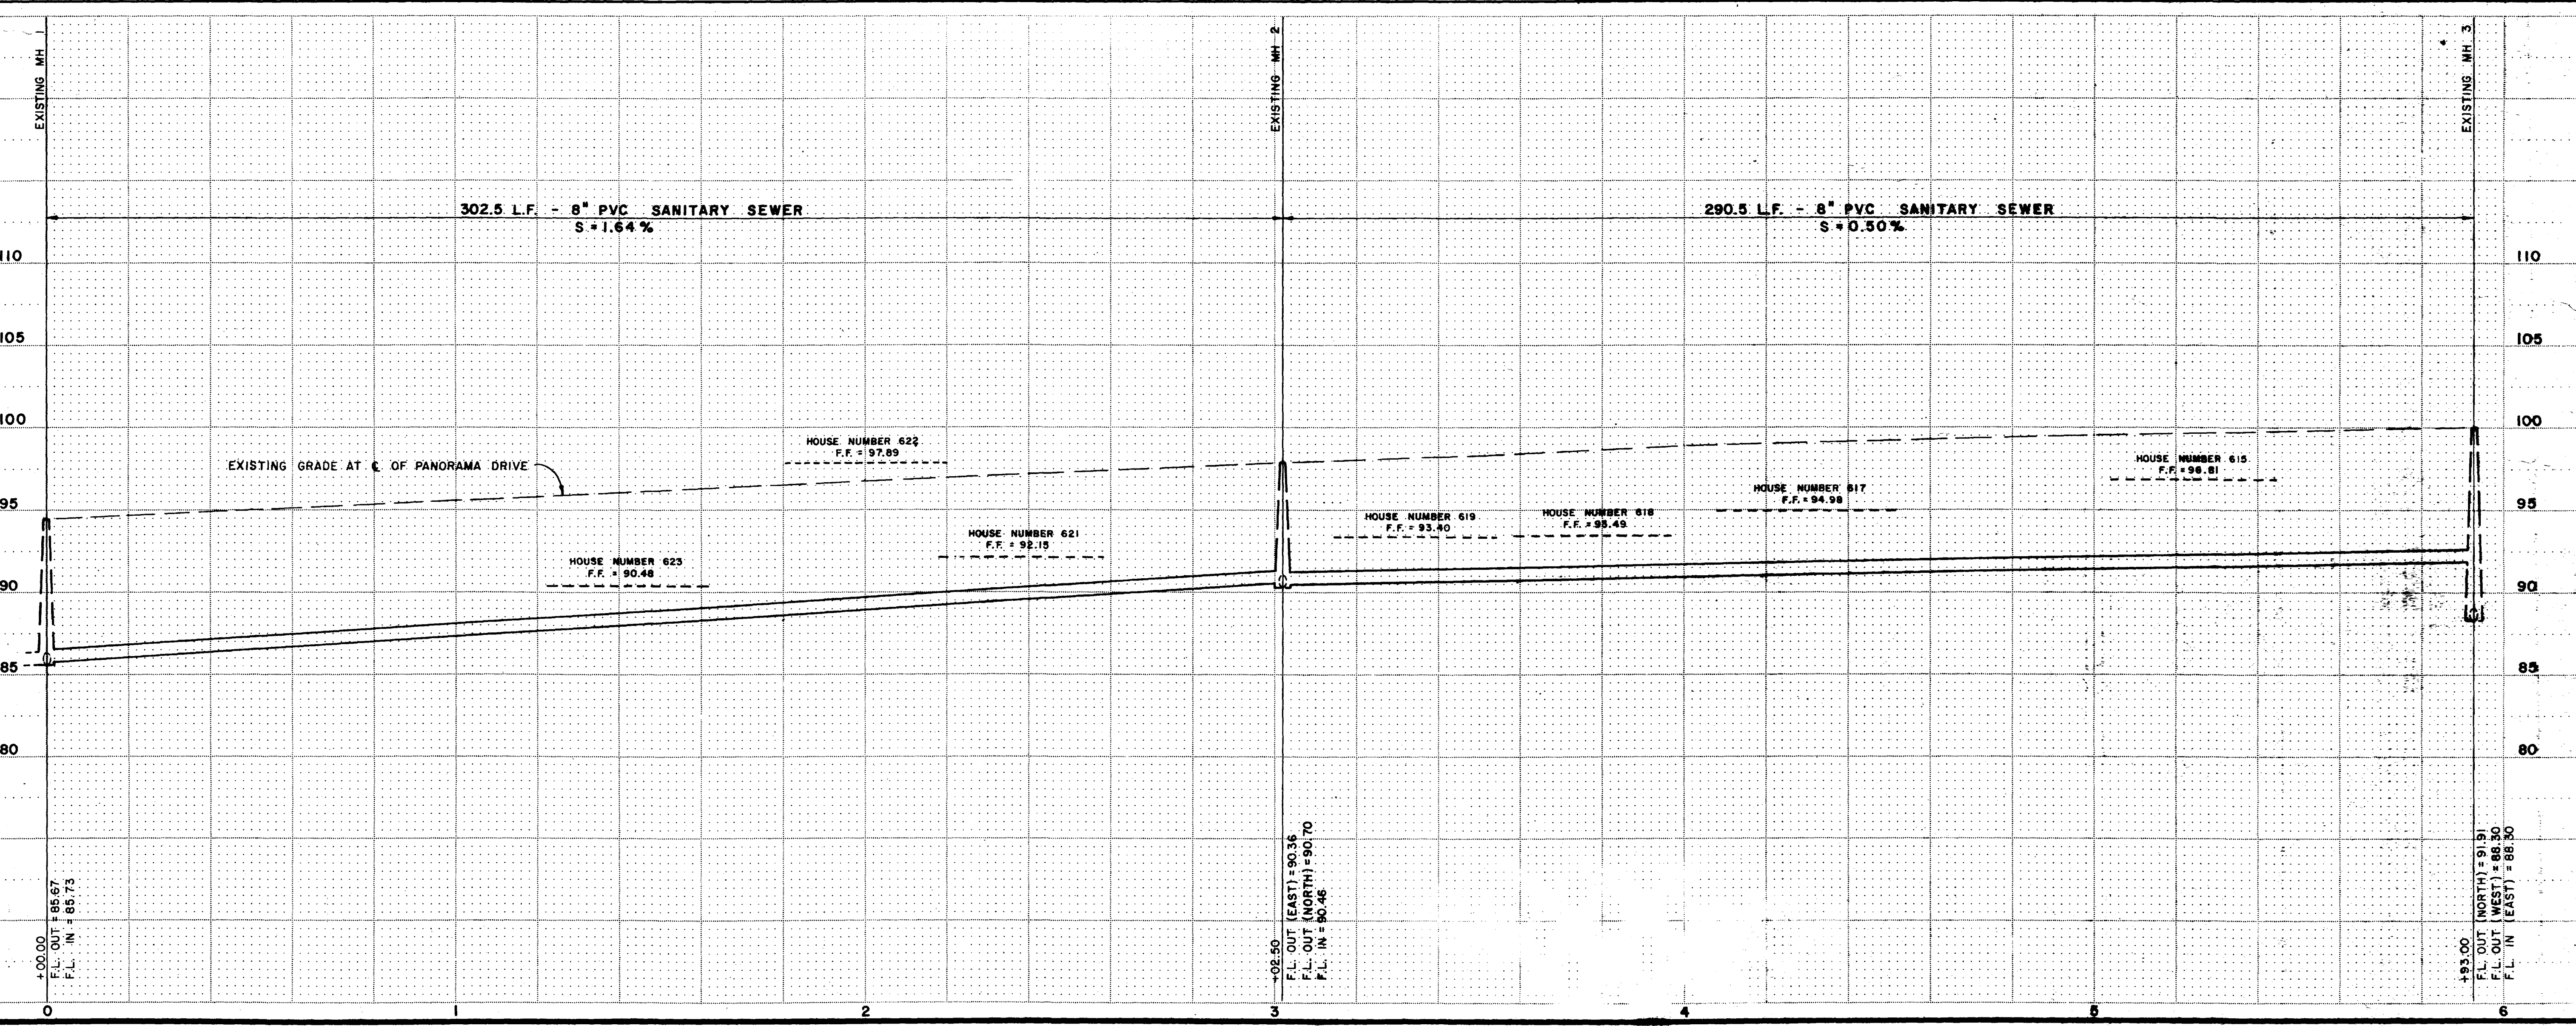 EXISTING MH 1
EXISTING MH 2
EXISTING MH 3
302.5 L.F. - 8" PVC SANITARY SEWER
S = 1.64 %
290.5 L.F. - 8" PVC SANITARY SEWER
S = 0.50 %
110
110
105
105
100
100
95
95
90
90
85
85
80
80
EXISTING GRADE AT ℄ OF PANORAMA DRIVE
HOUSE NUMBER 622
F.F. = 97.89
HOUSE NUMBER 623
F.F. = 90.48
HOUSE NUMBER 621
F.F. = 92.15
HOUSE NUMBER 619
F.F. = 93.40
HOUSE NUMBER 618
F.F. = 93.49
HOUSE NUMBER 617
F.F. = 94.98
HOUSE NUMBER 615
F.F. = 96.81
+00.00
F.L. OUT = 85.67
F.L. IN = 85.73
+02.50
F.L. OUT (EAST) = 90.36
F.L. OUT (NORTH) = 90.70
F.L. IN = 90.46
+93.00
F.L. OUT (NORTH) = 91.91
F.L. OUT (WEST) = 88.30
F.L. IN (EAST) = 88.30
0 1 2 3 4 5 6